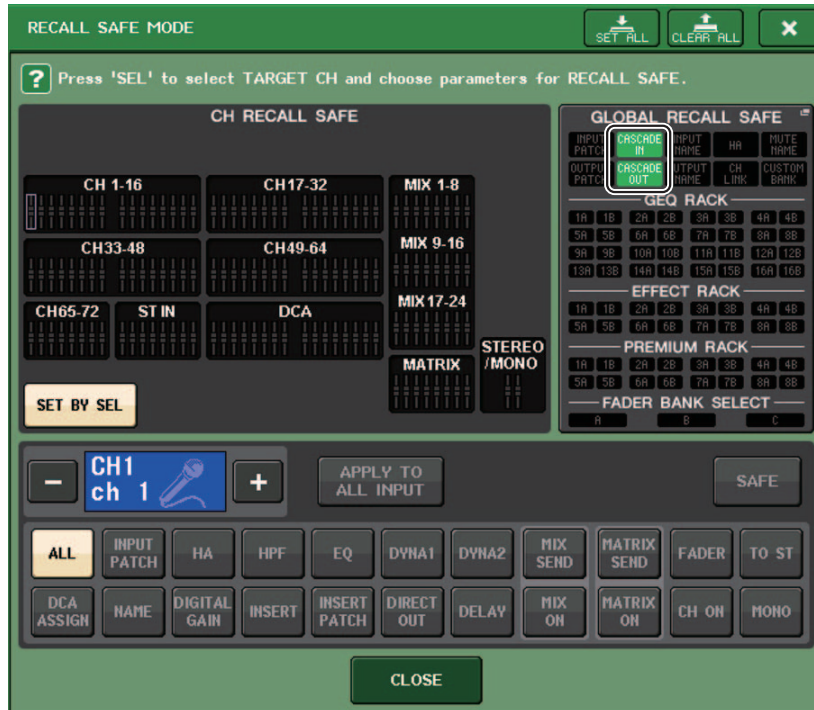 RECALL SAFE MODE
SET ALL
CLEAR ALL
? Press 'SEL' to select TARGET CH and choose parameters for RECALL SAFE.
CH RECALL SAFE
CH 1-16
CH17-32
MIX 1-8
CH33-48
CH49-64
MIX 9-16
CH65-72
ST IN
DCA
MIX 17-24
MATRIX
STEREO
/MONO
SET BY SEL
GLOBAL RECALL SAFE
INPUT PATCH
CASCADE IN
INPUT NAME
HA
MUTE NAME
OUTPUT PATCH
CASCADE OUT
OUTPUT NAME
CH LINK
CUSTOM BANK
GEQ RACK
1A 1B 2A 2B 3A 3B 4A 4B
5A 5B 6A 6B 7A 7B 8A 8B
9A 9B 10A 10B 11A 11B 12A 12B
13A 13B 14A 14B 15A 15B 16A 16B
EFFECT RACK
1A 1B 2A 2B 3A 3B 4A 4B
5A 5B 6A 6B 7A 7B 8A 8B
PREMIUM RACK
1A 1B 2A 2B 3A 3B 4A 4B
5A 5B 6A 6B 7A 7B 8A 8B
FADER BANK SELECT
A B C
CH1
ch 1
APPLY TO
ALL INPUT
SAFE
ALL
INPUT PATCH
HA
HPF
EQ
DYNA1
DYNA2
MIX SEND
MATRIX SEND
FADER
TO ST
DCA ASSIGN
NAME
DIGITAL GAIN
INSERT
INSERT PATCH
DIRECT OUT
DELAY
MIX ON
MATRIX ON
CH ON
MONO
CLOSE